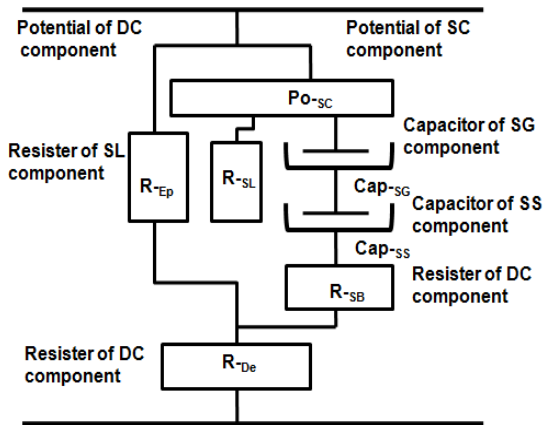 Potential of DC
component
Potential of SC
component
Po-SC
Capacitor of SG
component
Resister of SL
component
R-Ep
R-SL
Cap-SG
Capacitor of SS
component
Cap-SS
Resister of DC
component
R-SB
Resister of DC
component
R-De